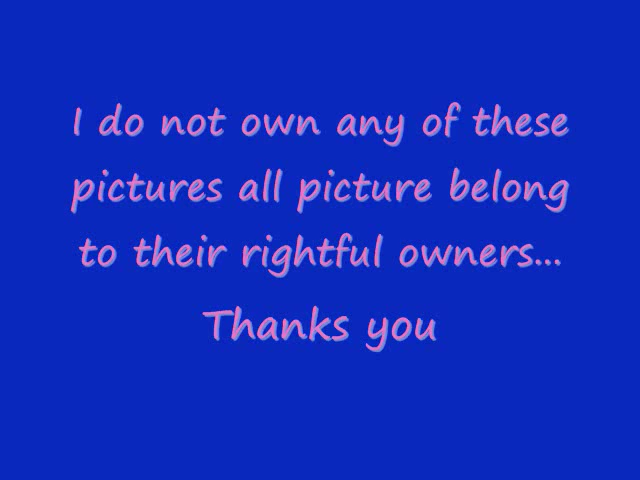 I do not own any of these
pictures all picture belong
to their rightful owners...
Thanks you